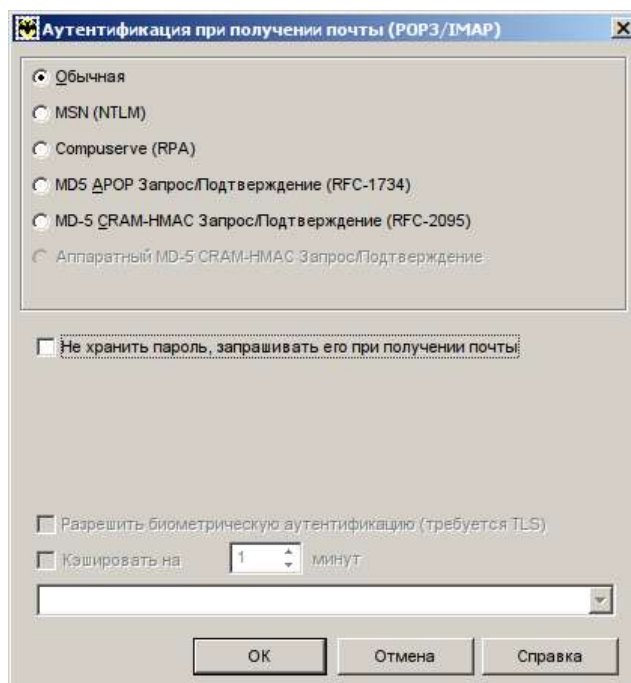 Аутентификация при получении почты (POP3/IMAP)
Обычная
MSN (NTLM)
Compuserve (RPA)
MD5 APOP Запрос/Подтверждение (RFC-1734)
MD-5 CRAM-HMAC Запрос/Подтверждение (RFC-2095)
Аппаратный MD-5 CRAM-HMAC Запрос/Подтверждение
Не хранить пароль, запрашивать его при получении почты
Разрешить биометрическую аутентификацию (требуется TLS)
Кэшировать на 1 минут
ОК Отмена Справка